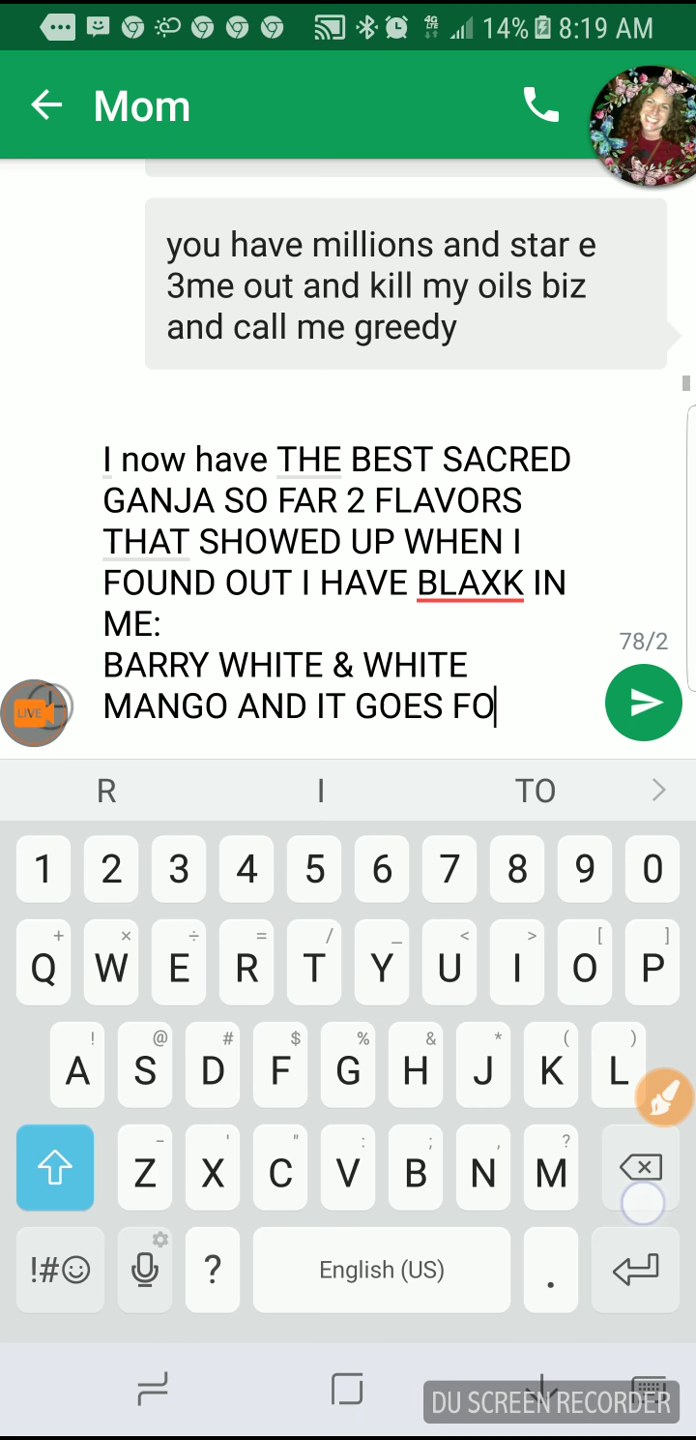 4G
LTE
14% 8:19 AM
Mom
you have millions and star e
3me out and kill my oils biz
and call me greedy
I now have THE BEST SACRED
GANJA SO FAR 2 FLAVORS
THAT SHOWED UP WHEN I
FOUND OUT I HAVE BLAXK IN
ME:
BARRY WHITE & WHITE
MANGO AND IT GOES FO
78/2
LIVE
R I TO
1 2 3 4 5 6 7 8 9 0
+ × ÷ = / _ < > [ ]
Q W E R T Y U I O P
! @ # $ % & * ( )
A S D F G H J K L
- ' " : ; , ?
Z X C V B N M
!#☺ ? English (US) .
DU SCREEN RECORDER